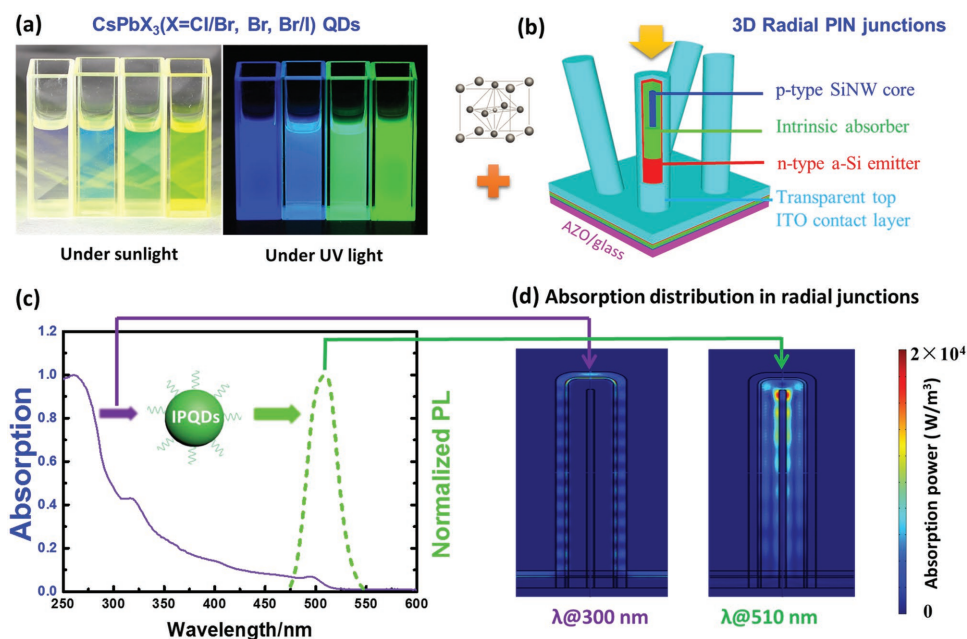 (a)
CsPbX₃(X=Cl/Br, Br, Br/I) QDs
Under sunlight
Under UV light
(b)
3D Radial PIN junctions
p-type SiNW core
Intrinsic absorber
n-type a-Si emitter
Transparent top
ITO contact layer
AZO/glass
(c)
Absorption
1.2
1.0
0.8
0.6
0.4
0.2
0.0
250
300
350
400
450
500
550
600
Wavelength/nm
IPQDs
Normalized PL
(d) Absorption distribution in radial junctions
λ@300 nm
λ@510 nm
2×10⁴
0
Absorption power (W/m³)